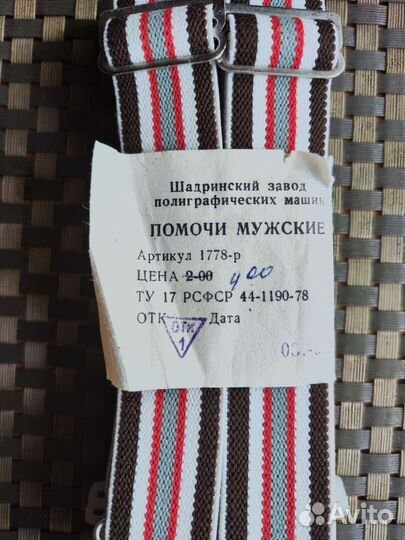 Шадринский завод
полиграфических машин
ПОМОЧИ МУЖСКИЕ
Артикул 1778-р
ЦЕНА 2-00
ТУ 17 РСФСР 44-1190-78
ОТК Дата
ОТК
1
Avito